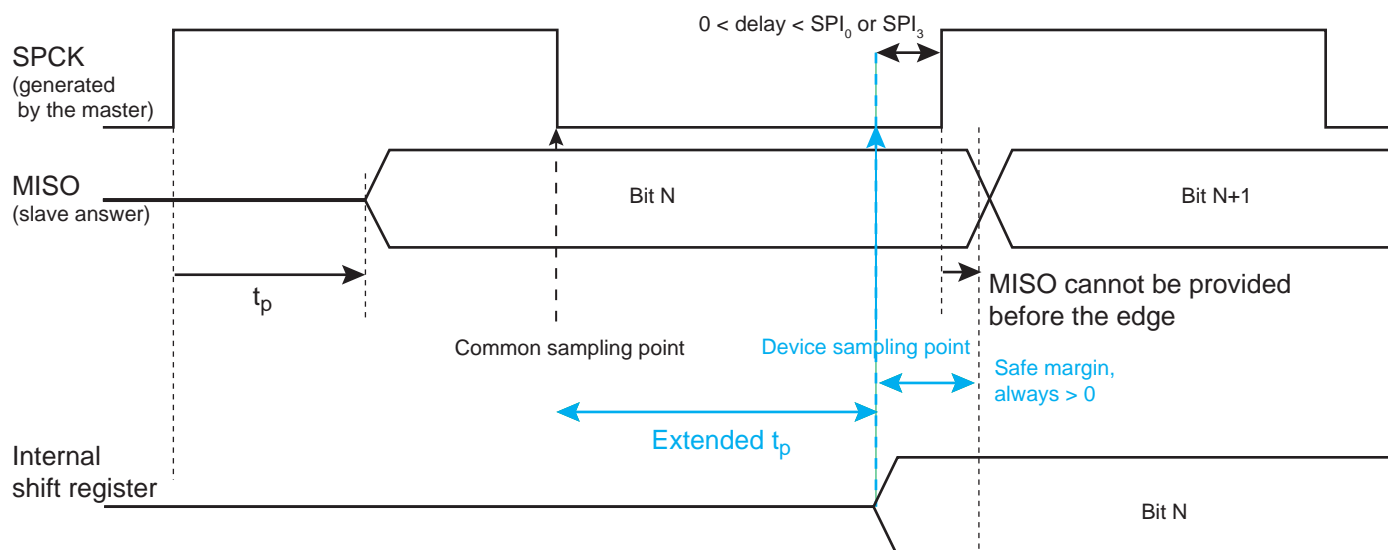 0 < delay < SPI0 or SPI3
SPCK
(generated
by the master)
MISO
(slave answer)
Bit N
Bit N+1
tp
MISO cannot be provided
before the edge
Common sampling point
Device sampling point
Safe margin,
always > 0
Extended tp
Internal
shift register
Bit N